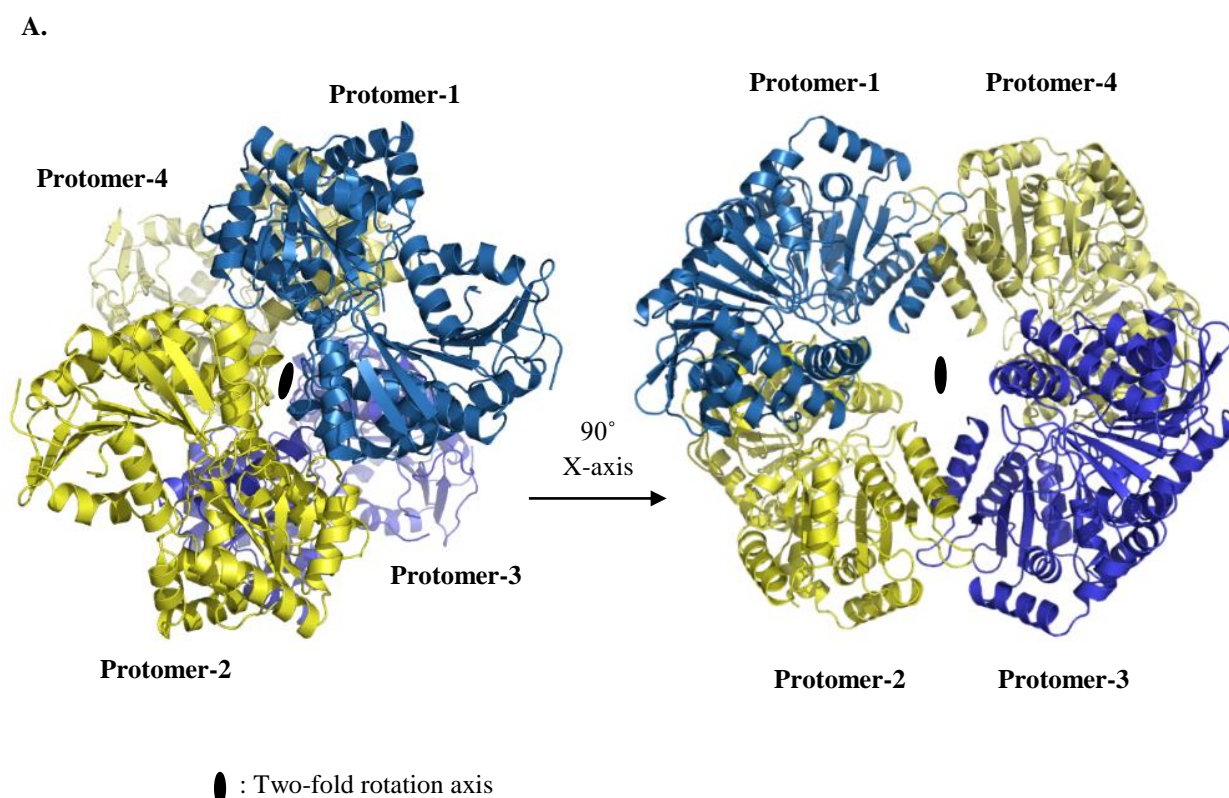 A.
Protomer-1
Protomer-4
Protomer-3
Protomer-2
90˚
X-axis
Protomer-1
Protomer-4
Protomer-2
Protomer-3
: Two-fold rotation axis